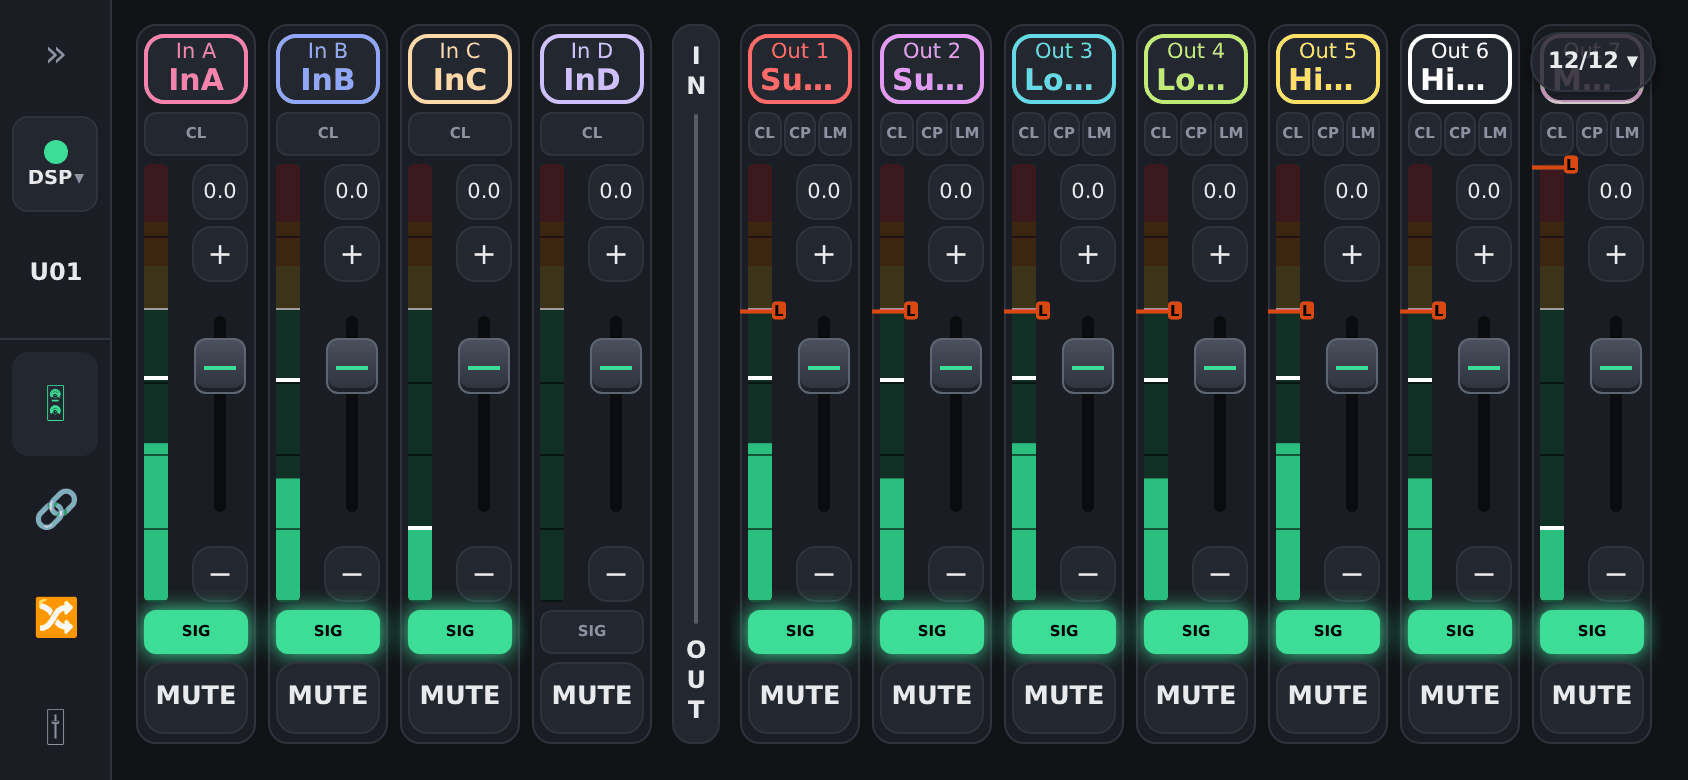 »
DSP▼
U01
In A
InA
CL
0.0
+
−
SIG
MUTE
In B
InB
CL
0.0
+
−
SIG
MUTE
In C
InC
CL
0.0
+
−
SIG
MUTE
In D
InD
CL
0.0
+
−
SIG
MUTE
IN
OUT
Out 1
Su...
CL CP LM
0.0
+
L
−
SIG
MUTE
Out 2
Su...
CL CP LM
0.0
+
L
−
SIG
MUTE
Out 3
Lo...
CL CP LM
0.0
+
L
−
SIG
MUTE
Out 4
Lo...
CL CP LM
0.0
+
L
−
SIG
MUTE
Out 5
Hi...
CL CP LM
0.0
+
L
−
SIG
MUTE
Out 6
Hi...
CL CP LM
0.0
+
L
−
SIG
MUTE
12/12 ▼
Out 7
M...
CL CP LM
L
0.0
+
−
SIG
MUTE